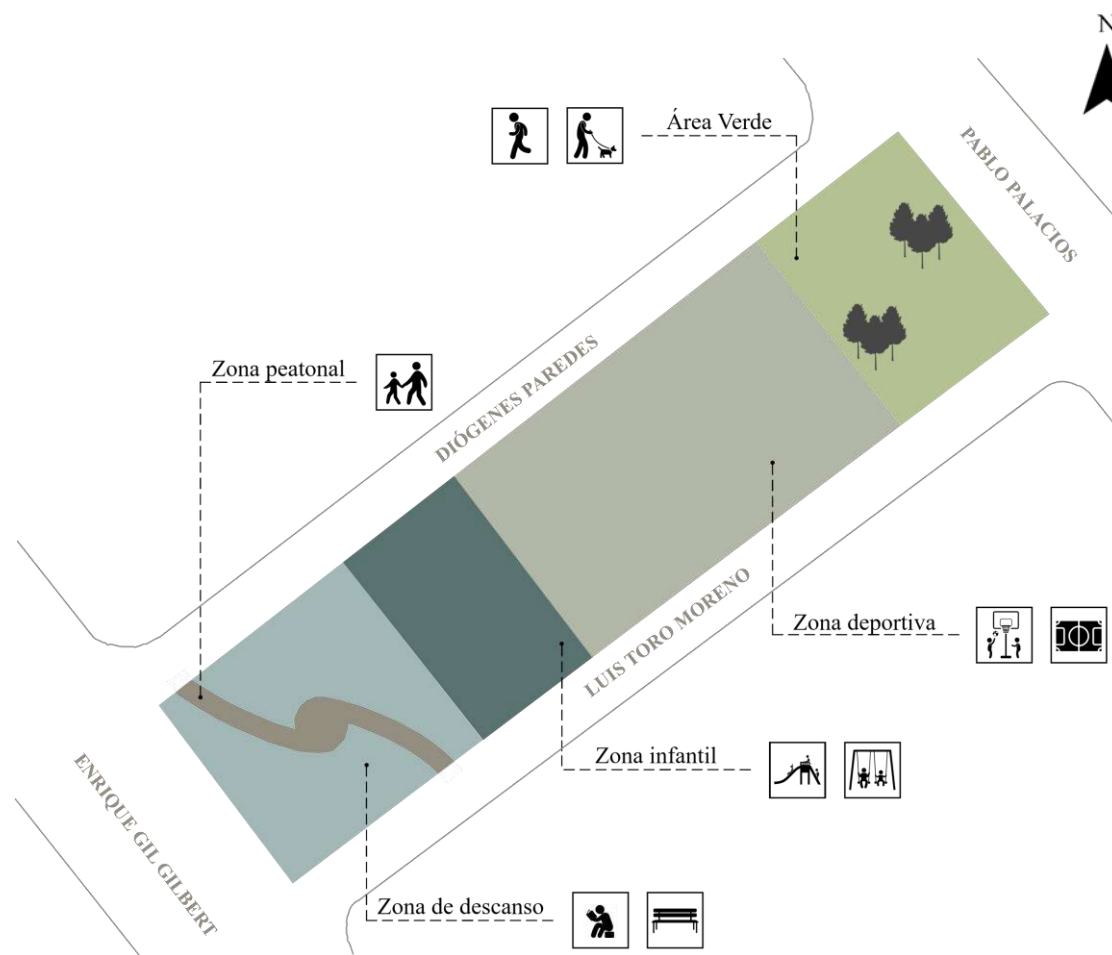 N
Área Verde
PABLO PALACIOS
Zona peatonal
DIÓGENES PAREDES
Zona deportiva
LUIS TORO MORENO
Zona infantil
ENRIQUE GIL GILBERT
Zona de descanso